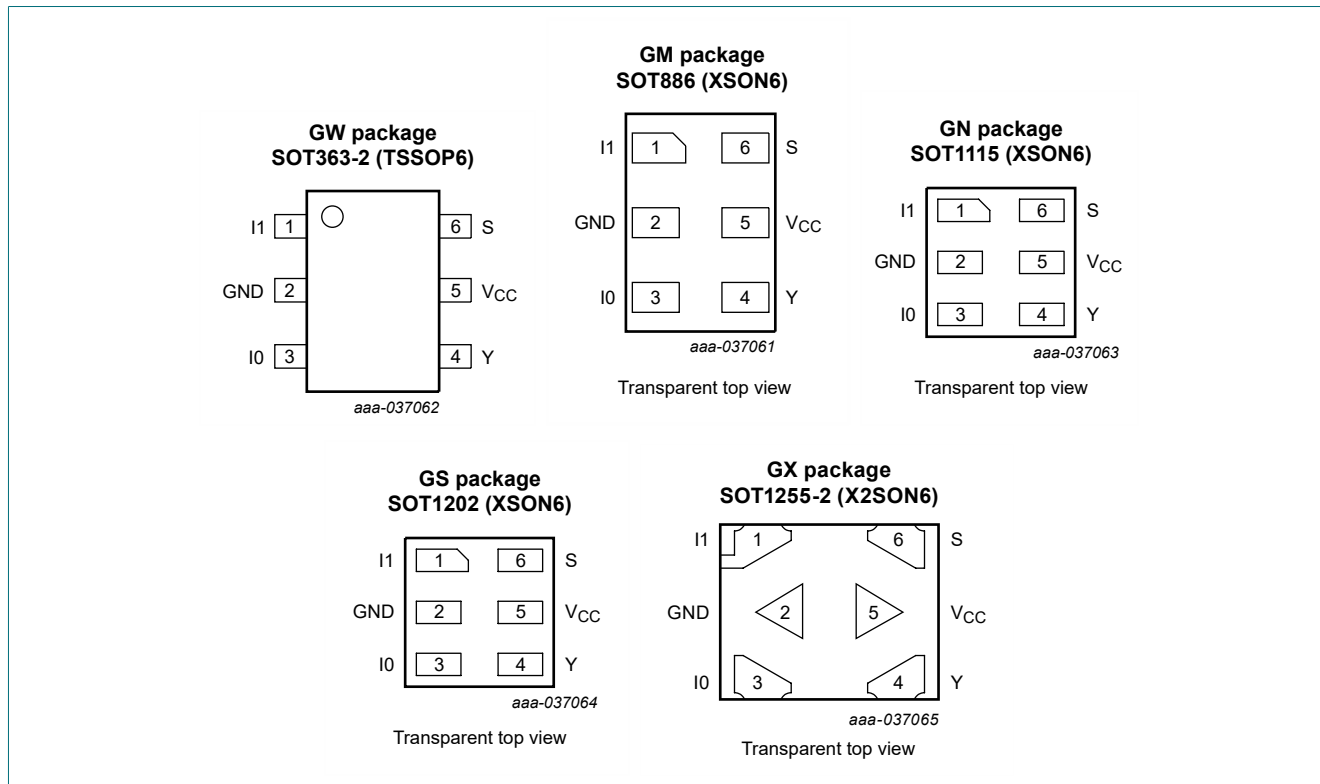 GW package
SOT363-2 (TSSOP6)
I1 1 6 S
GND 2 5 VCC
I0 3 4 Y
aaa-037062
GM package
SOT886 (XSON6)
I1 1 6 S
GND 2 5 VCC
I0 3 4 Y
aaa-037061
Transparent top view
GN package
SOT1115 (XSON6)
I1 1 6 S
GND 2 5 VCC
I0 3 4 Y
aaa-037063
Transparent top view
GS package
SOT1202 (XSON6)
I1 1 6 S
GND 2 5 VCC
I0 3 4 Y
aaa-037064
Transparent top view
GX package
SOT1255-2 (X2SON6)
I1 1 6 S
GND 2 5 VCC
I0 3 4 Y
aaa-037065
Transparent top view